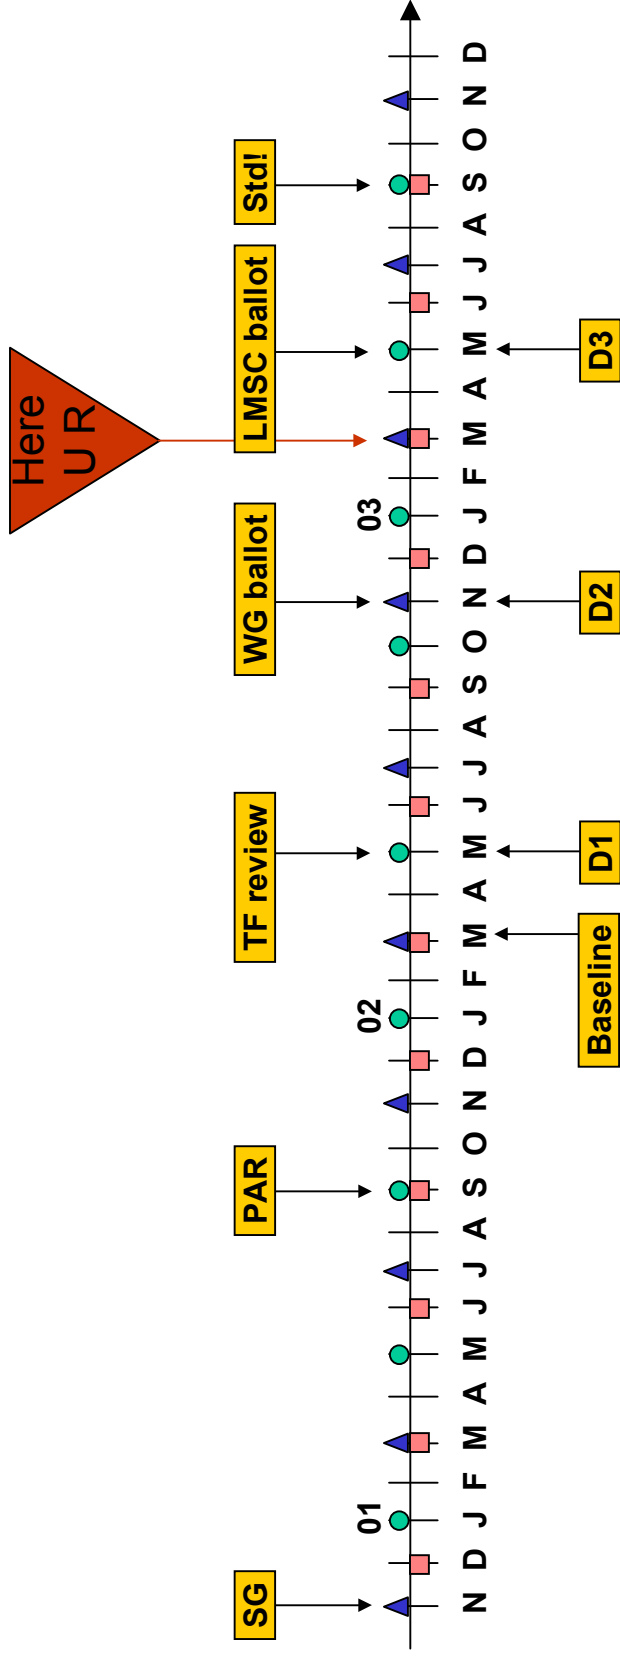 Here
U R
SG
PAR
TF review
WG ballot
LMSC ballot
Std!
01
02
03
N D J F M A M J J A S O N D J F M A M J J A S O N D J F M A M J J A S O N D
Baseline
D1
D2
D3